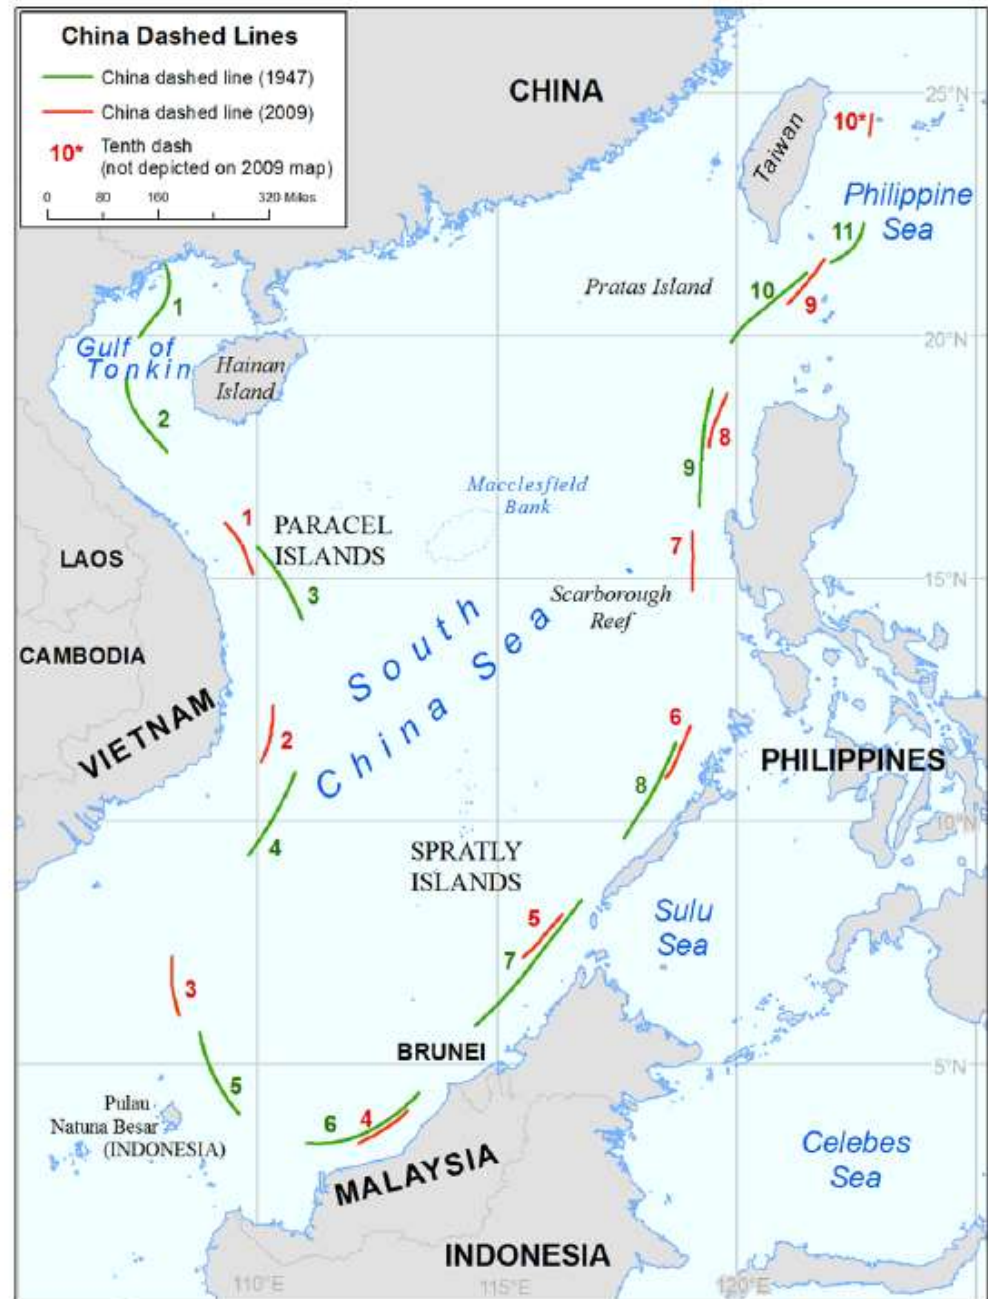 China Dashed Lines
China dashed line (1947)
China dashed line (2009)
10* Tenth dash
(not depicted on 2009 map)
0 80 160 320 Miles
CHINA
25°N
10*
Taiwan
Philippine
Sea
11
Pratas Island
10
9
1
20°N
Gulf of
Tonkin
Hainan
Island
2
8
9
Macclesfield
Bank
1
PARACEL
ISLANDS
7
LAOS
15°N
3
Scarborough
Reef
South
China Sea
CAMBODIA
VIETNAM
2
6
PHILIPPINES
8
10°N
4
SPRATLY
ISLANDS
5
Sulu
Sea
7
3
BRUNEI
5°N
5
Pulau
Natuna Besar
(INDONESIA)
6
4
Celebes
Sea
MALAYSIA
INDONESIA
110°E
115°E
120°E